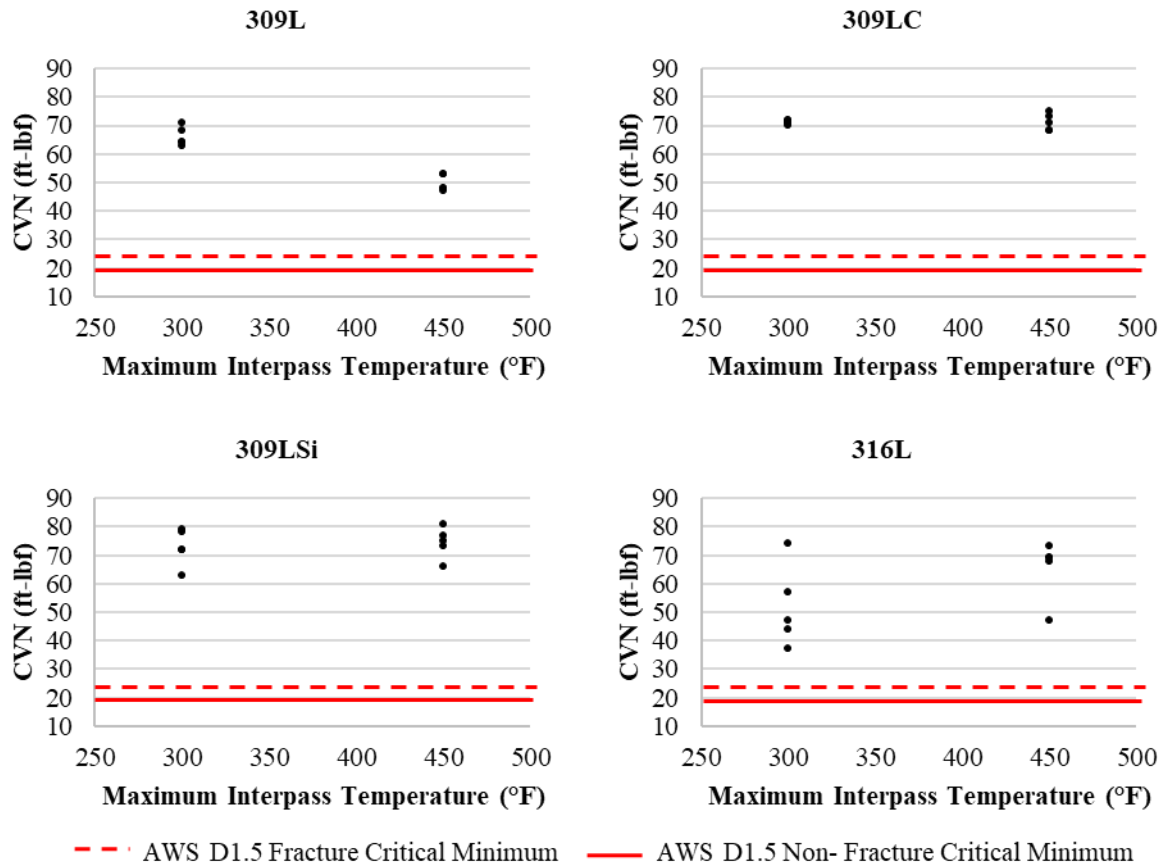 309L
CVN (ft-lbf)
90
80
70
60
50
40
30
20
10
250 300 350 400 450 500
Maximum Interpass Temperature (°F)
309LC
CVN (ft-lbf)
90
80
70
60
50
40
30
20
10
250 300 350 400 450 500
Maximum Interpass Temperature (°F)
309LSi
CVN (ft-lbf)
90
80
70
60
50
40
30
20
10
250 300 350 400 450 500
Maximum Interpass Temperature (°F)
316L
CVN (ft-lbf)
90
80
70
60
50
40
30
20
10
250 300 350 400 450 500
Maximum Interpass Temperature (°F)
AWS D1.5 Fracture Critical Minimum AWS D1.5 Non- Fracture Critical Minimum